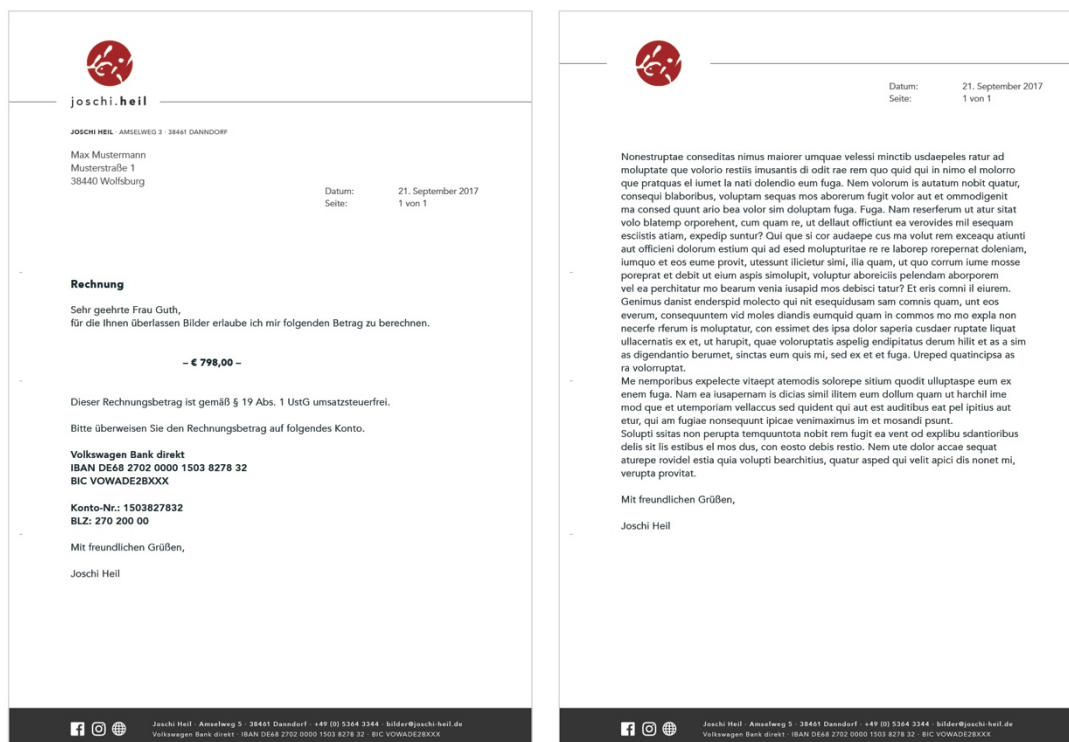 joschi.heil
JOSCHI HEIL · AMSELWEG 3 · 38461 DANNDORF
Max Mustermann
Musterstraße 1
38440 Wolfsburg
Datum: 21. September 2017
Seite: 1 von 1
Rechnung
Sehr geehrte Frau Guth,
für die Ihnen überlassen Bilder erlaube ich mir folgenden Betrag zu berechnen.
– € 798,00 –
Dieser Rechnungsbetrag ist gemäß § 19 Abs. 1 UstG umsatzsteuerfrei.
Bitte überweisen Sie den Rechnungsbetrag auf folgendes Konto.
Volkswagen Bank direkt
IBAN DE68 2702 0000 1503 8278 32
BIC VOWADE2BXXX
Konto-Nr.: 1503827832
BLZ: 270 200 00
Mit freundlichen Grüßen,
Joschi Heil
Joschi Heil · Amselweg 5 · 38461 Danndorf · +49 (0) 5364 3344 · bilder@joschi-heil.de
Volkswagen Bank direkt · IBAN DE68 2702 0000 1503 8278 32 · BIC VOWADE2BXXX
Datum: 21. September 2017
Seite: 1 von 1
Nonestruptae conseditas nimus maiorer umquae velessi minctib usdaepeles ratur ad
moluptate que volorio restiis imusantis di odit rae rem quo quid qui in nimo el molorro
que pratquas el iumet la nati dolendio eum fuga. Nem volorum is autatum nobit quatur,
consequi blaboribus, voluptam sequas mos aborerum fugit volor aut et ommodigenit
ma consed quunt ario bea volor sim doluptam fuga. Fuga. Nam reserferum ut atur sitat
volo blatemp orporehent, cum quam re, ut dellaut offictiunt ea verovides mil esequam
esciistis atiam, expedip suntur? Qui que si cor audaepe cus ma volut rem exceaqu atiunti
aut officieni dolorum estium qui ad esed molupturitae re re laborep rorepernat doleniam,
iumquo et eos eume provit, utessunt ilicietur simi, ilia quam, ut quo corrum iume mosse
poreprat et debit ut eium aspis simolupit, voluptur aboreiciis pelendam aborporem
vel ea perchitatur mo bearum venia iusapid mos debisci tatur? Et eris comni il eiurem.
Genimus danist enderspid molecto qui nit esequidusam sam comnis quam, unt eos
everum, consequuntem vid moles diandis eumquid quam in commos mo mo expla non
necerfe rferum is moluptatur, con essimet des ipsa dolor saperia cusdaer ruptate liquat
ullacernatis ex et, ut harupit, quae voloruptatis aspelig endipitatus derum hilit et as a sim
as digendantio berumet, sinctas eum quis mi, sed ex et et fuga. Ureped quatincipsa as
ra volorruptat.
Me nemporibus expelecte vitaept atemodis solorepe sitium quodit ulluptaspe eum ex
enem fuga. Nam ea iusapernam is dicias simil ilitem eum dollum quam ut harchil ime
mod que et utemporiam vellaccus sed quident qui aut est auditibus eat pel ipitius aut
etur, qui am fugiae nonsequnt ipicae venimaximus im et mosandi psunt.
Solupti ssitas non perupta temquuntota nobit rem fugit ea vent od explibu sdantioribus
delis sit lis estibus el mos dus, con eosto debis restio. Nem ute dolor accae sequat
aturepe rovidel estia quia volupti bearchitius, quatur asped qui velit apici dis nonet mi,
verupta provitat.
Mit freundlichen Grüßen,
Joschi Heil
Joschi Heil · Amselweg 5 · 38461 Danndorf · +49 (0) 5364 3344 · bilder@joschi-heil.de
Volkswagen Bank direkt · IBAN DE68 2702 0000 1503 8278 32 · BIC VOWADE2BXXX